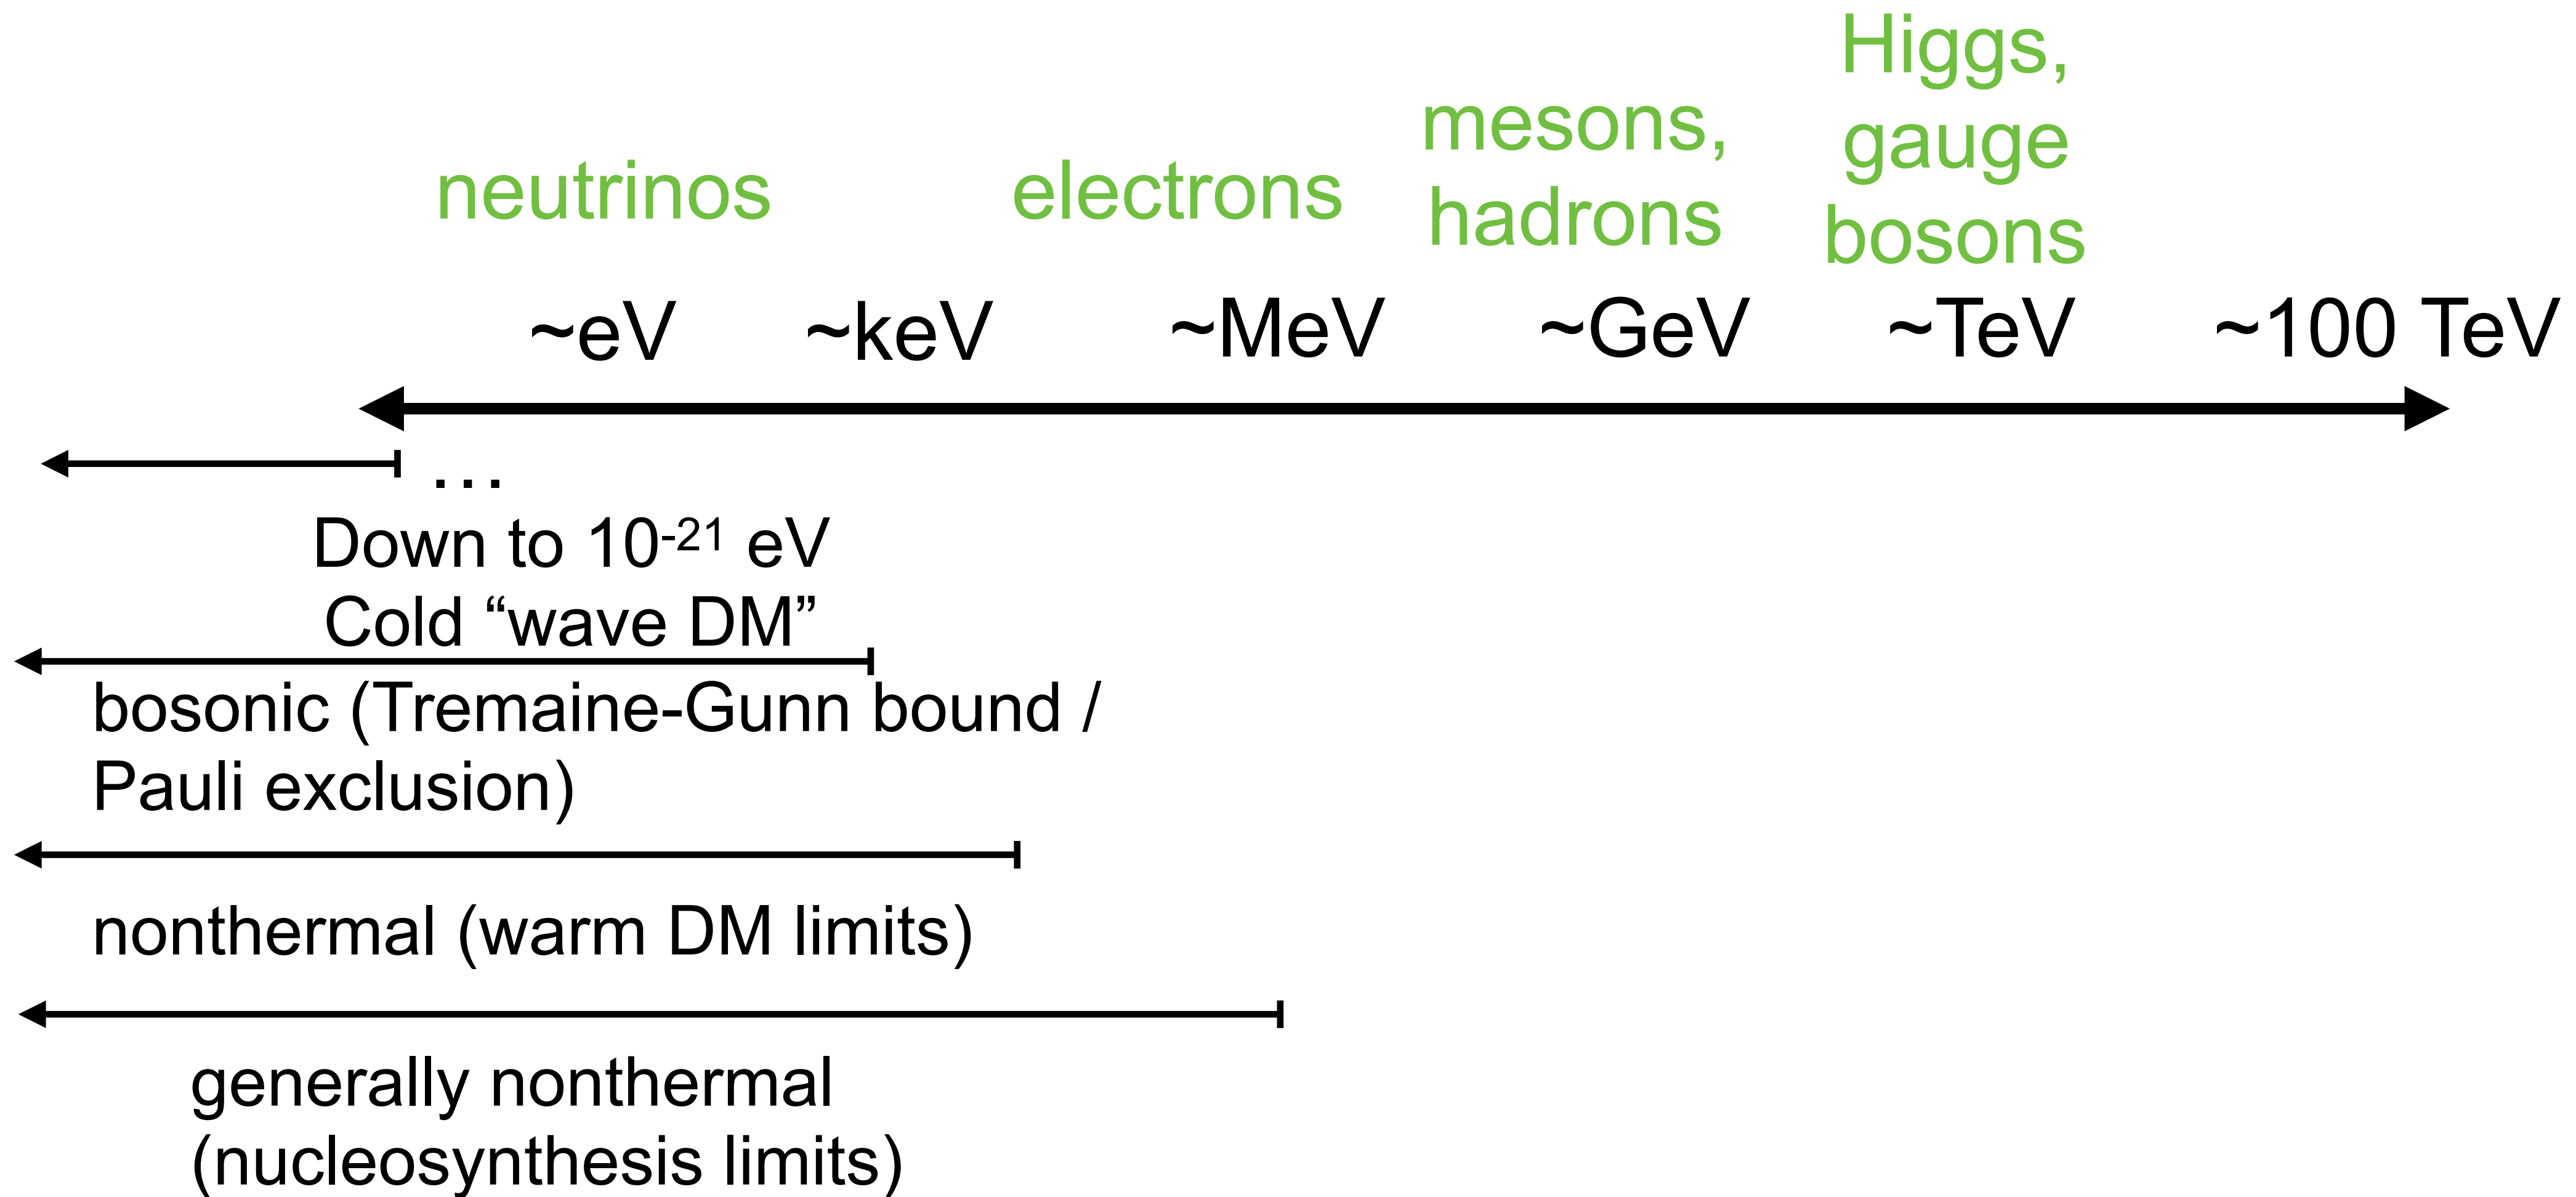 Higgs,
gauge
bosons
mesons,
hadrons
neutrinos
electrons
~eV ~keV ~MeV ~GeV ~TeV ~100 TeV
...
Down to 10⁻²¹ eV
Cold “wave DM”
bosonic (Tremaine-Gunn bound /
Pauli exclusion)
nonthermal (warm DM limits)
generally nonthermal
(nucleosynthesis limits)